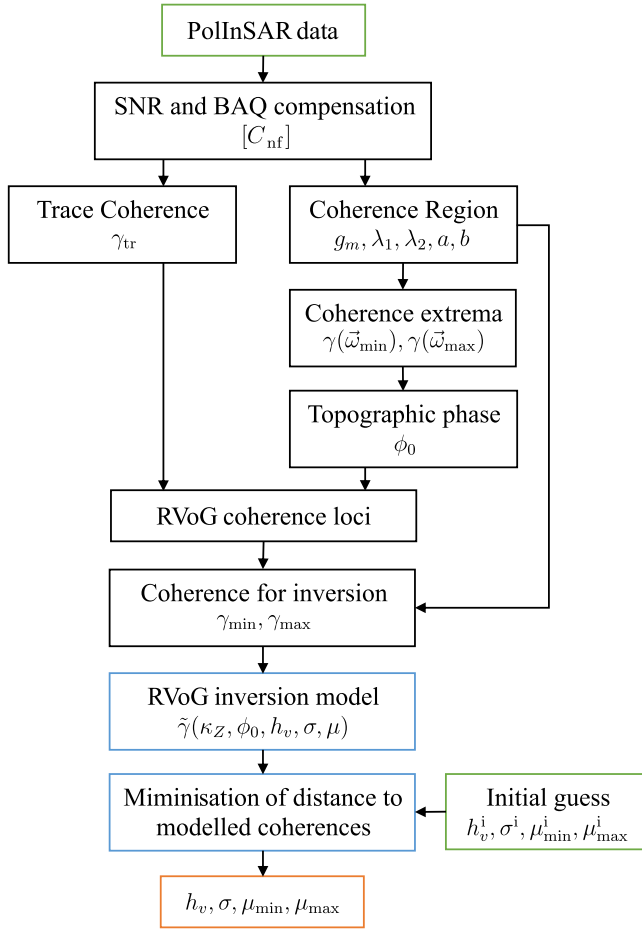 PolInSAR data
SNR and BAQ compensation
[C_nf]
Trace Coherence
γ_tr
Coherence Region
g_m, λ_1, λ_2, a, b
Coherence extrema
γ(ω⃗_min), γ(ω⃗_max)
Topographic phase
ϕ_0
RVoG coherence loci
Coherence for inversion
γ_min, γ_max
RVoG inversion model
γ̃(κ_Z, ϕ_0, h_v, σ, μ)
Miminisation of distance to
modelled coherences
Initial guess
h_v^i, σ^i, μ_min^i, μ_max^i
h_v, σ, μ_min, μ_max